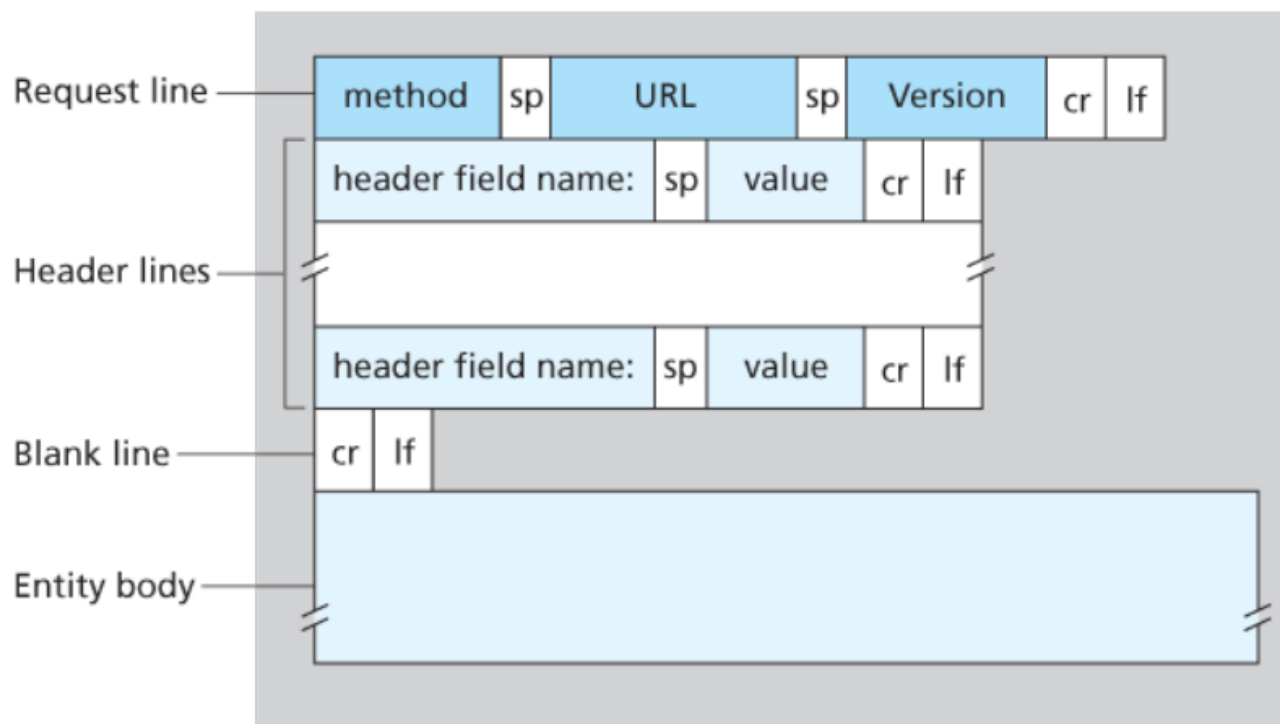 Request line method sp URL sp Version cr lf
header field name: sp value cr lf
Header lines
header field name: sp value cr lf
Blank line cr lf
Entity body